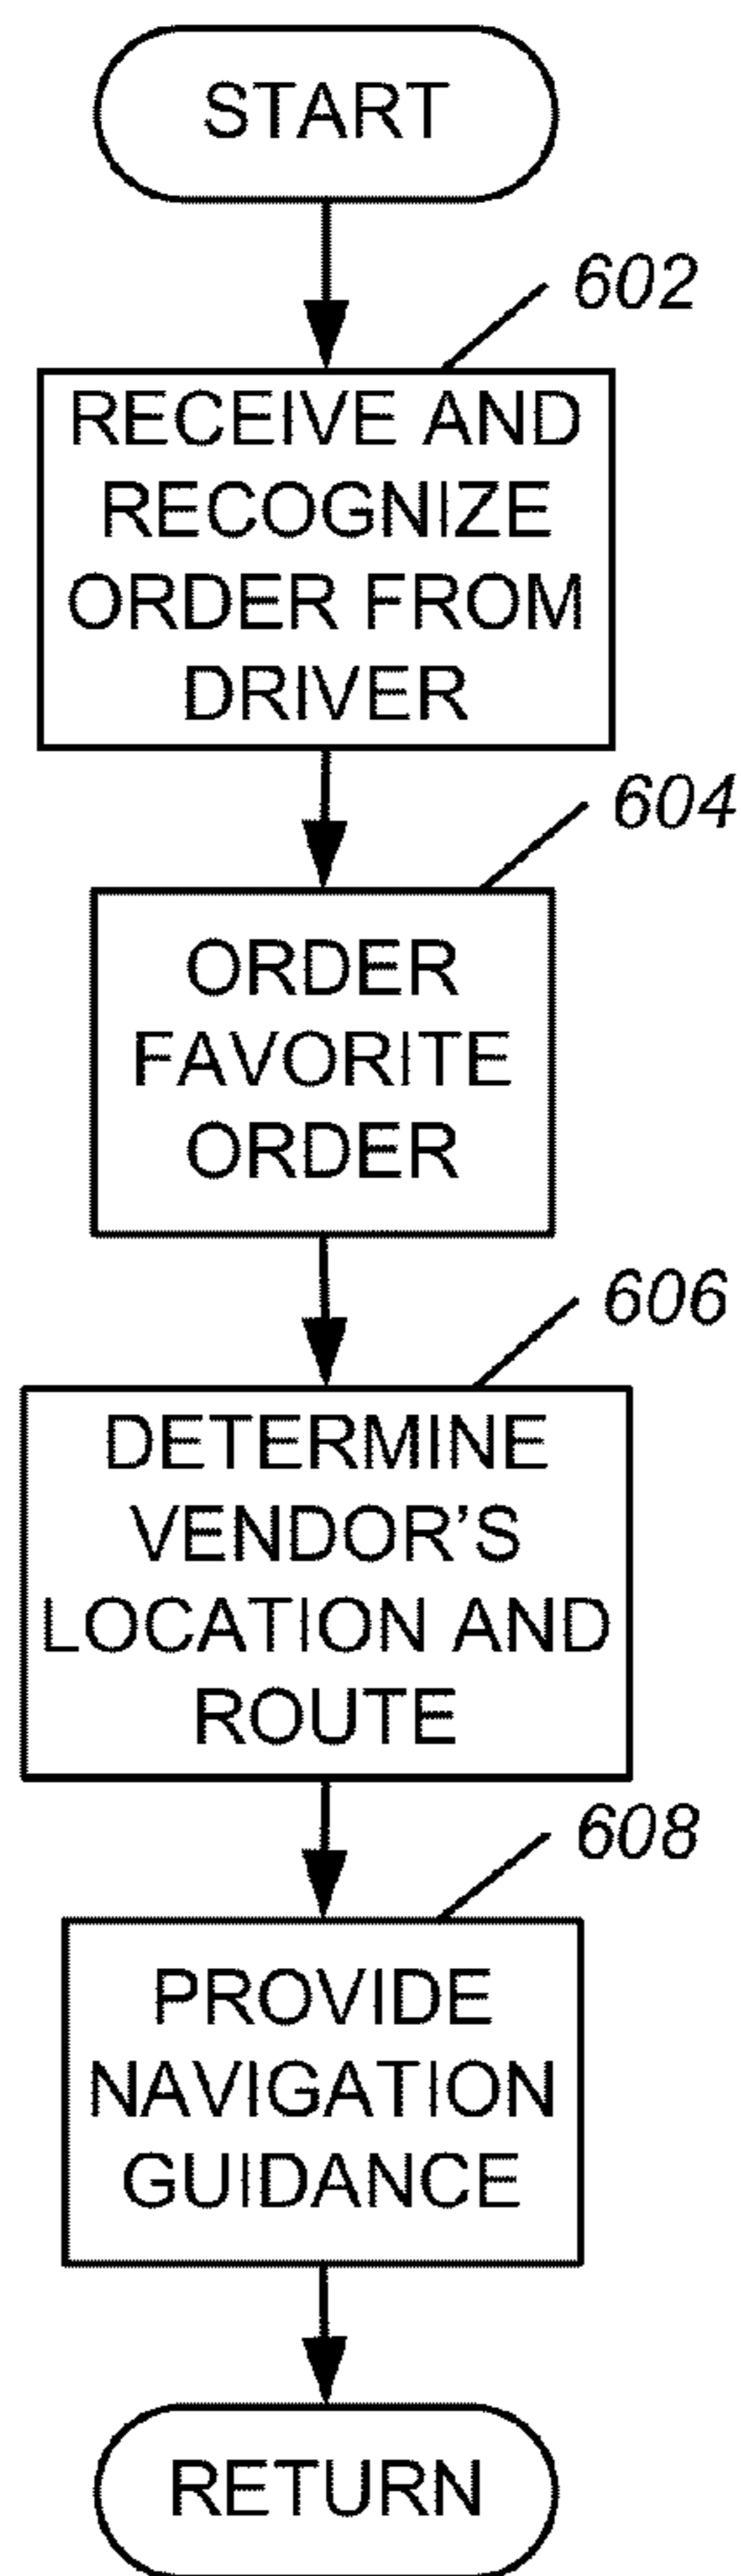 START
602
RECEIVE AND
RECOGNIZE
ORDER FROM
DRIVER
604
ORDER
FAVORITE
ORDER
606
DETERMINE
VENDOR'S
LOCATION AND
ROUTE
608
PROVIDE
NAVIGATION
GUIDANCE
RETURN